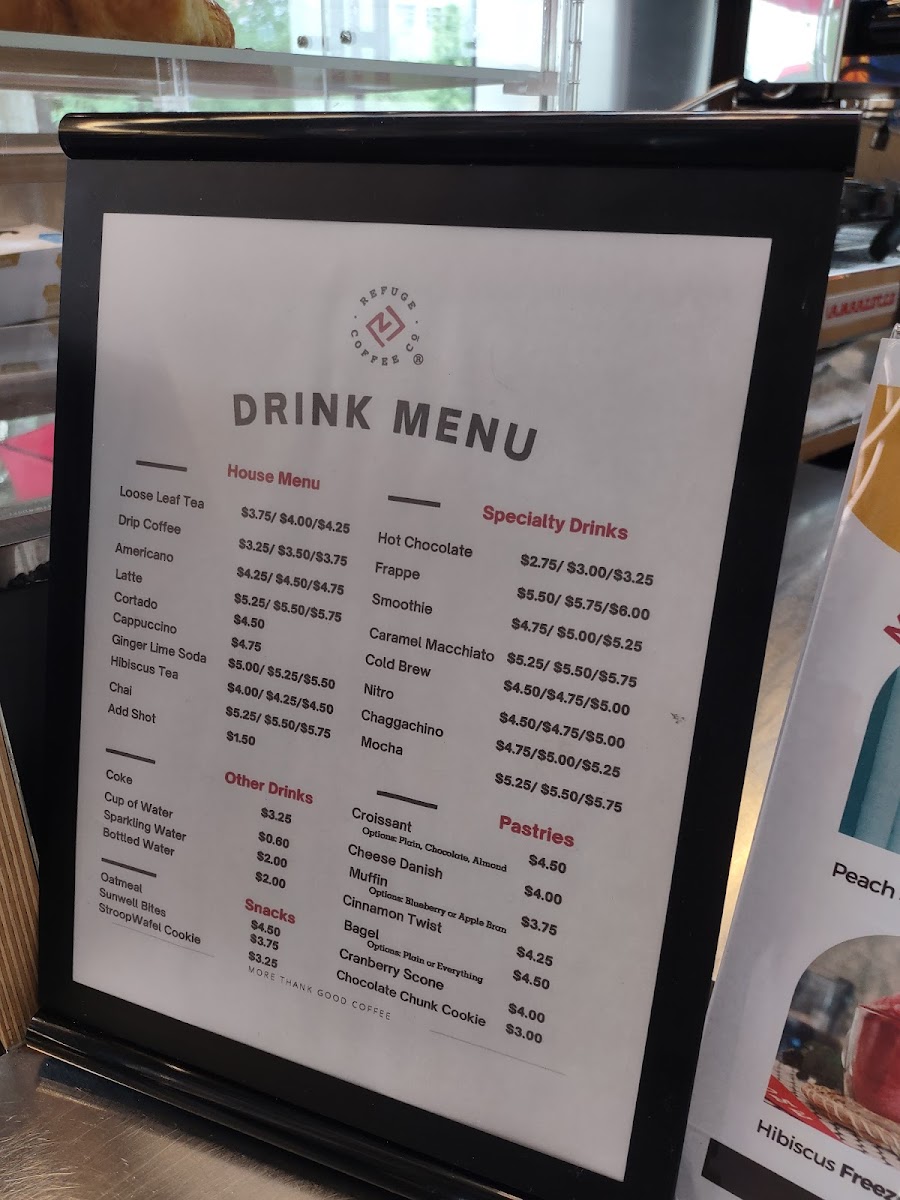 REFUGE COFFEE CO ®
DRINK MENU
House Menu
Loose Leaf Tea $3.75/ $4.00/$4.25
Drip Coffee $3.25/ $3.50/$3.75
Americano $4.25/ $4.50/$4.75
Latte $5.25/ $5.50/$5.75
Cortado $4.50
Cappuccino $4.75
Ginger Lime Soda $5.00/ $5.25/$5.50
Hibiscus Tea $4.00/ $4.25/$4.50
Chai $5.25/ $5.50/$5.75
Add Shot $1.50
Other Drinks
Coke $3.25
Cup of Water $0.60
Sparkling Water $2.00
Bottled Water $2.00
Snacks
Oatmeal $4.50
Sunwell Bites $3.75
StroopWafel Cookie $3.25
Specialty Drinks
Hot Chocolate $2.75/ $3.00/$3.25
Frappe $5.50/ $5.75/$6.00
Smoothie $4.75/ $5.00/$5.25
Caramel Macchiato $5.25/ $5.50/$5.75
Cold Brew $4.50/$4.75/$5.00
Nitro $4.50/$4.75/$5.00
Chaggachino $4.75/$5.00/$5.25
Mocha $5.25/ $5.50/$5.75
Pastries
Croissant $4.50
Options: Plain, Chocolate, Almond
Cheese Danish $4.00
Muffin $3.75
Options: Blueberry or Apple Bran
Cinnamon Twist $4.25
Bagel $4.50
Options: Plain or Everything
Cranberry Scone $4.00
Chocolate Chunk Cookie $3.00
MORE THANK GOOD COFFEE
Peach
Hibiscus Freez